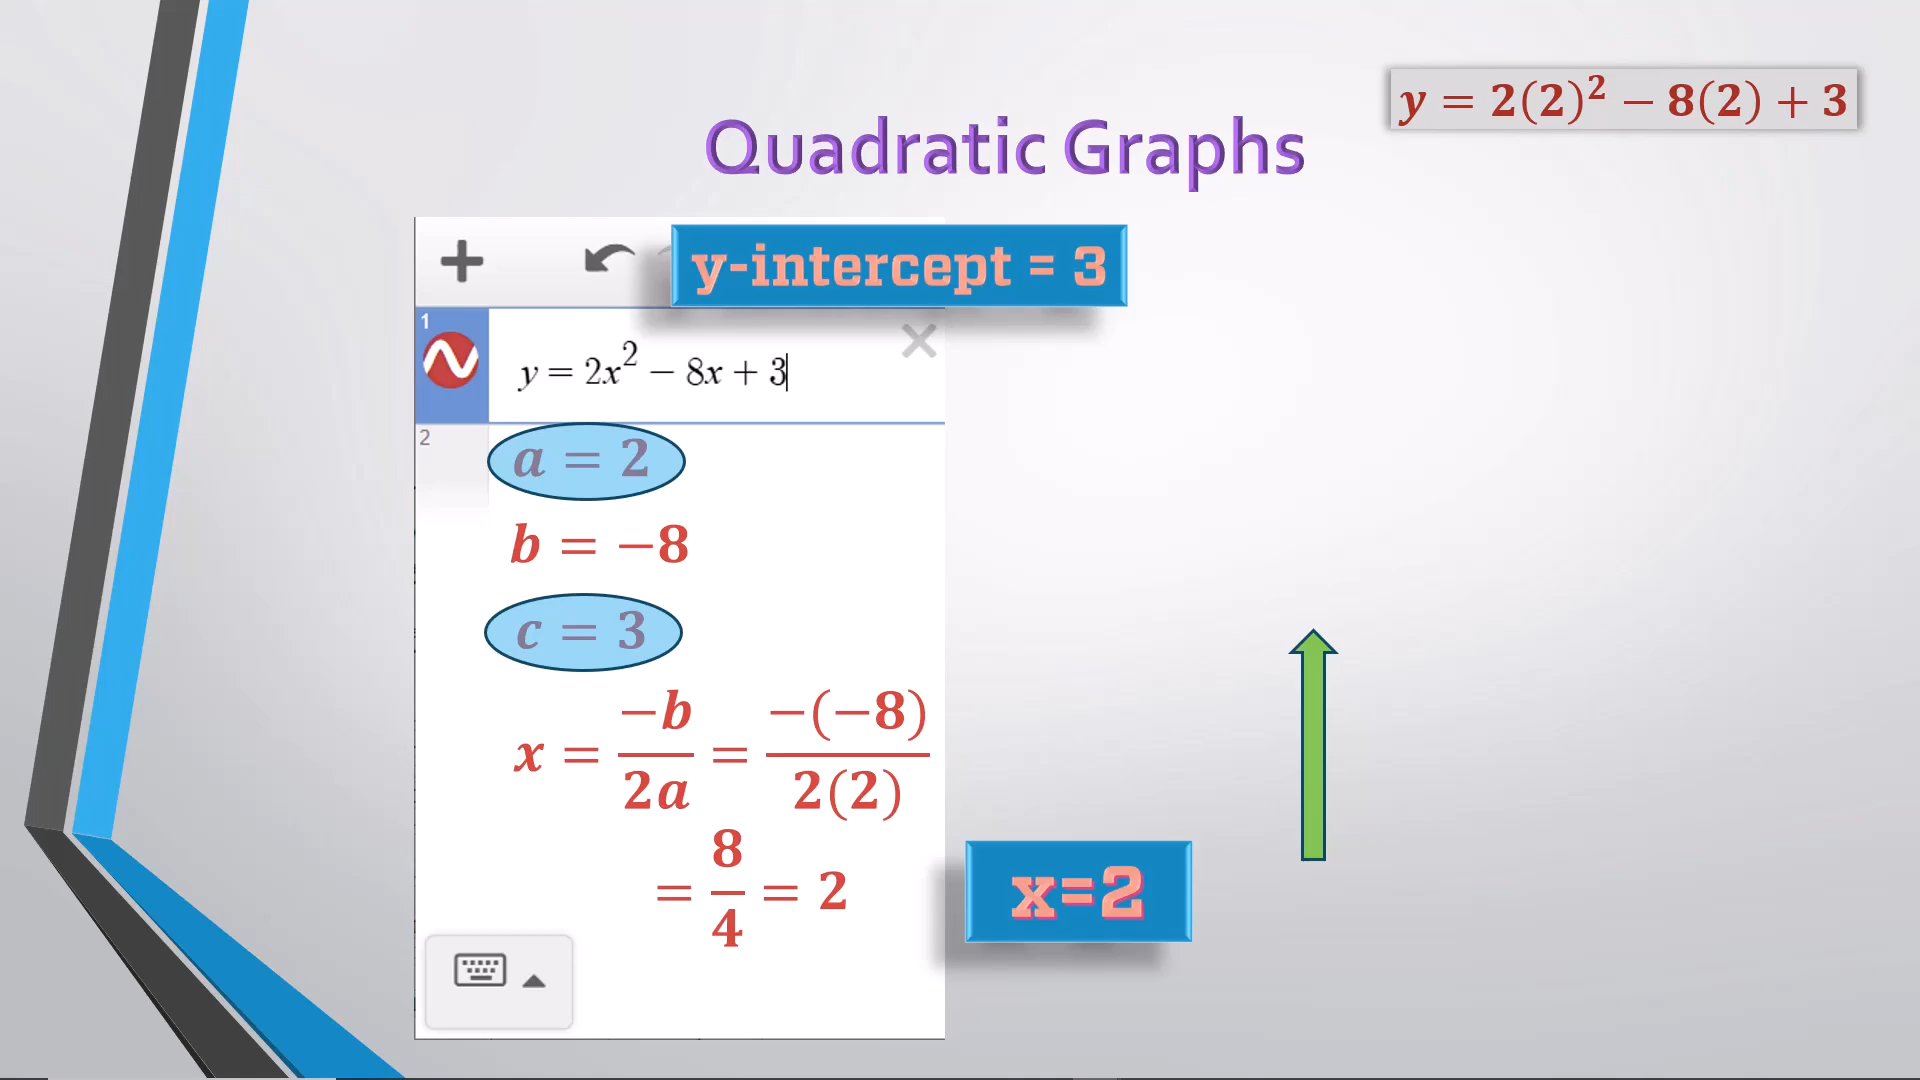 y = 2(2)² − 8(2) + 3
Quadratic Graphs
y-intercept = 3
1
y = 2x² − 8x + 3
2
a = 2
b = −8
c = 3
x = −b/2a = −(−8)/2(2)
= 8/4 = 2
x=2